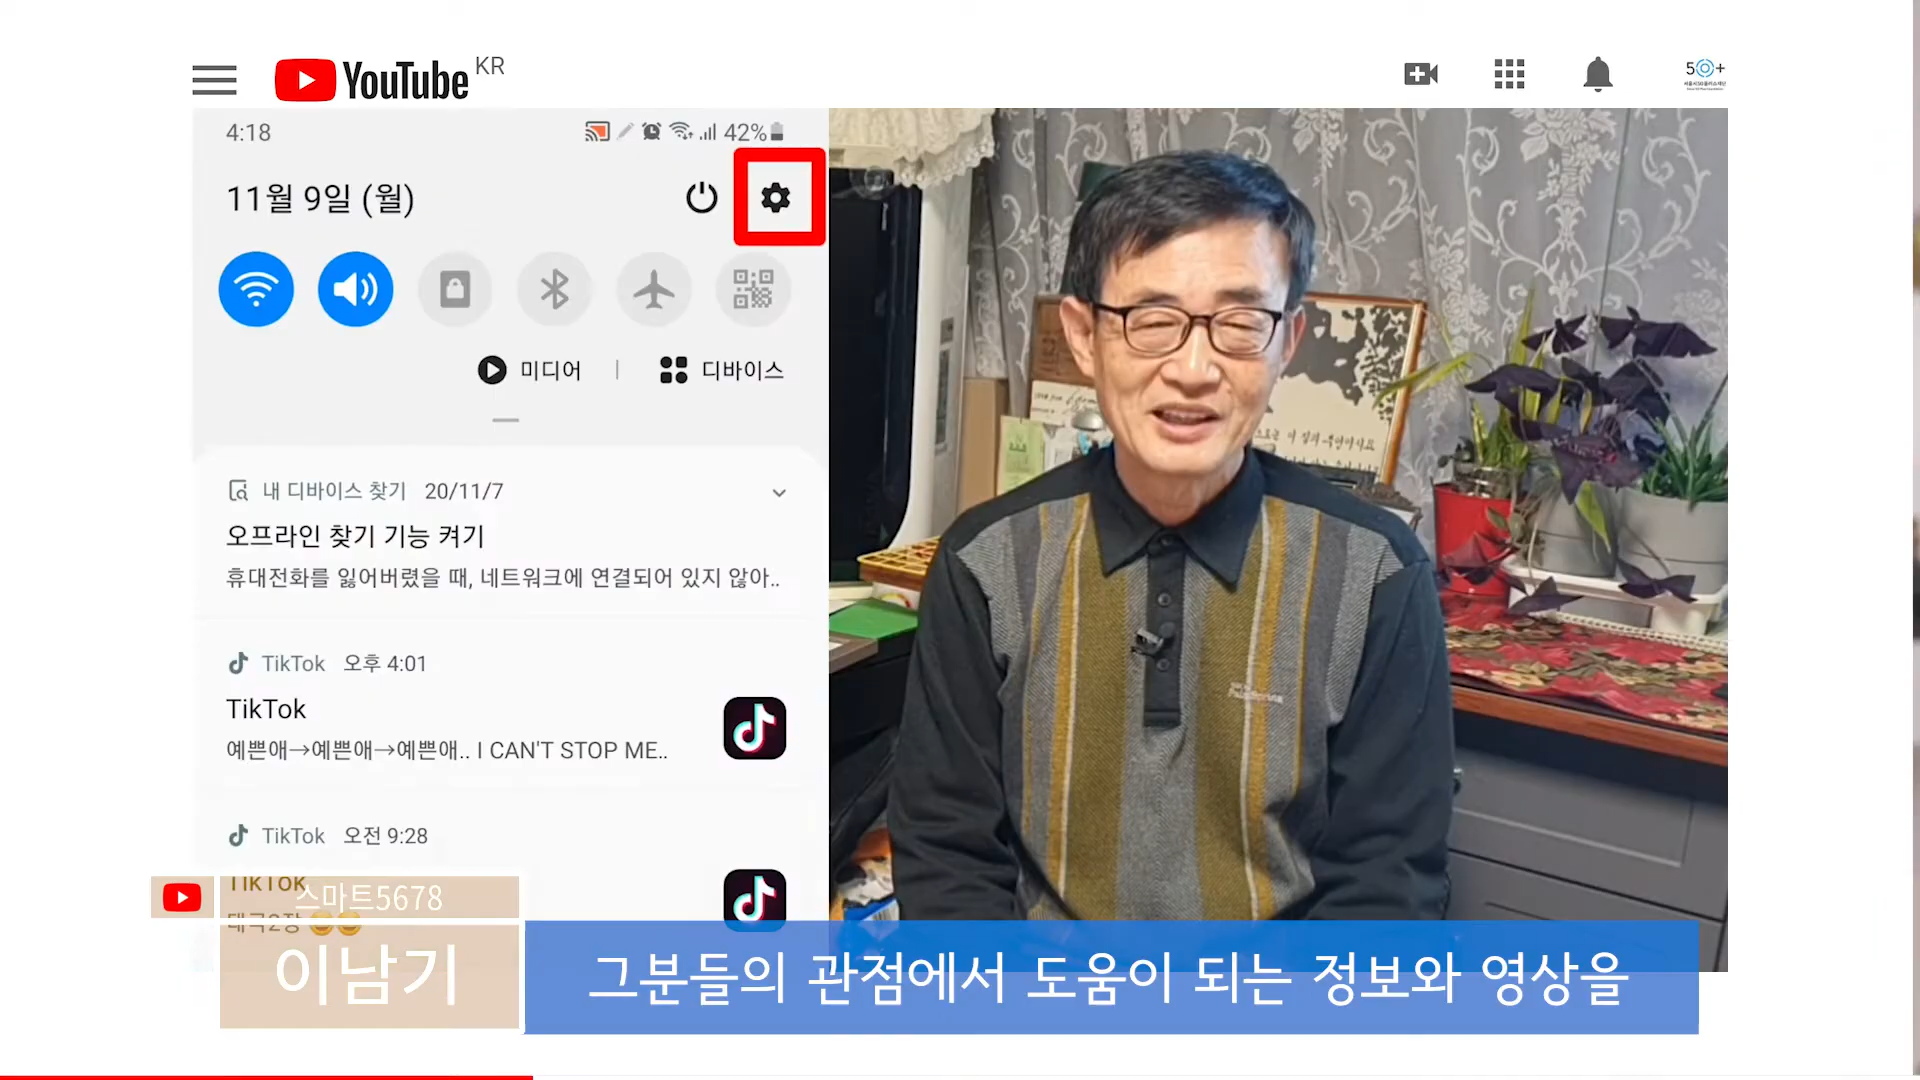 YouTube KR
50+
4:18
42%
11월 9일 (월)
미디어 | 디바이스
내 디바이스 찾기 20/11/7
오프라인 찾기 기능 켜기
휴대전화를 잃어버렸을 때, 네트워크에 연결되어 있지 않아..
TikTok 오후 4:01
TikTok
예쁜애→예쁜애→예쁜애.. I CAN'T STOP ME..
TikTok 오전 9:28
TikTok
스마트5678
이남기
그분들의 관점에서 도움이 되는 정보와 영상을